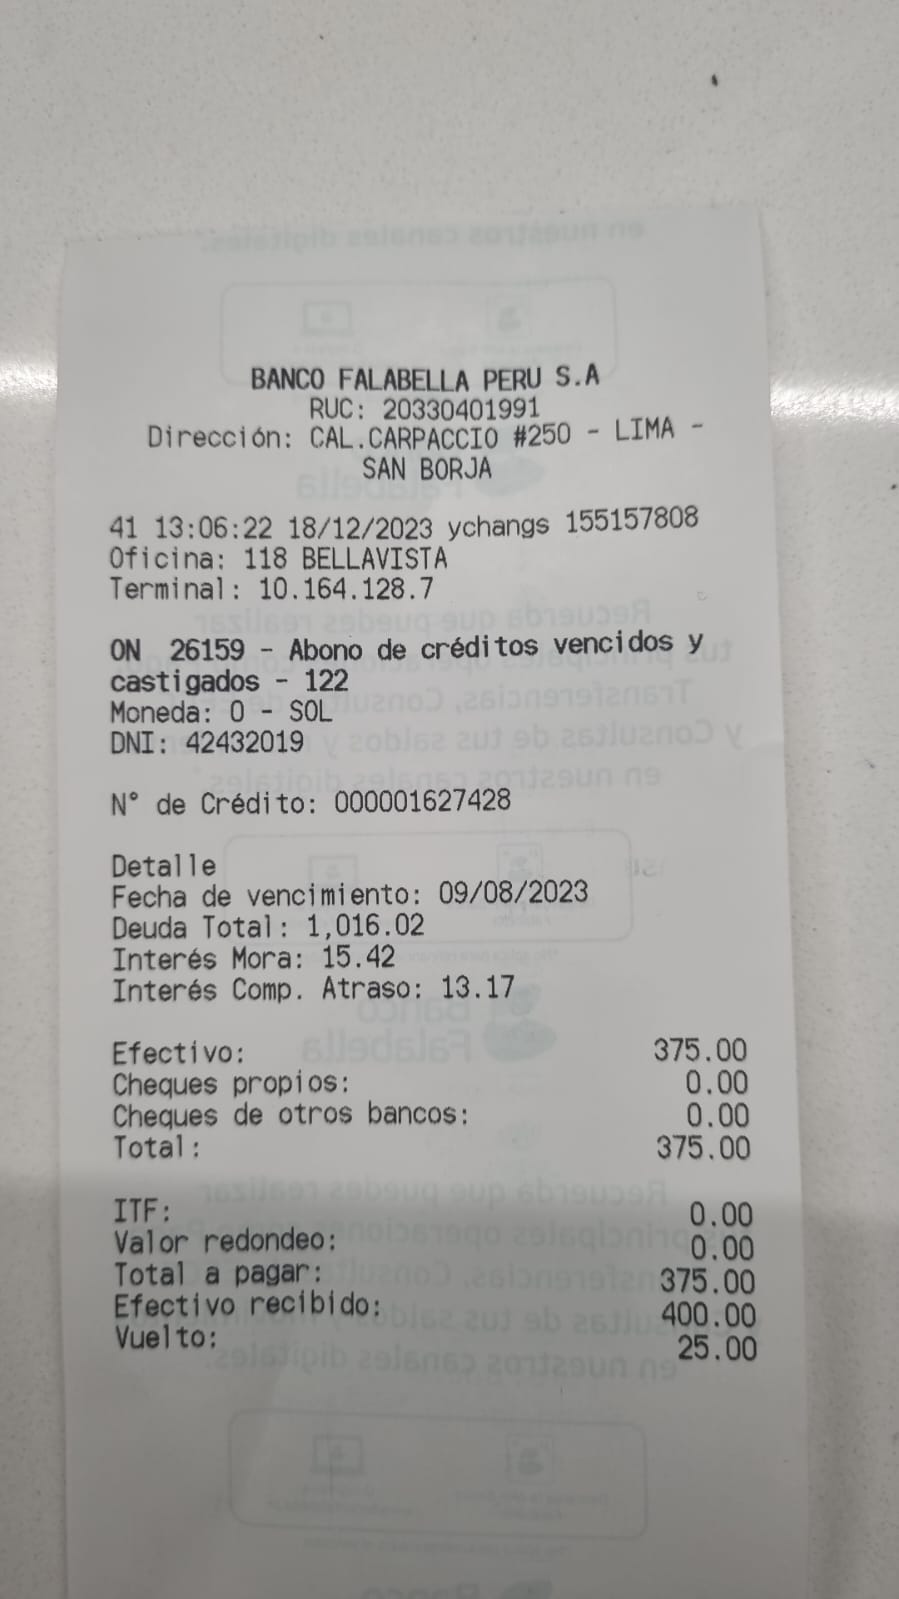 BANCO FALABELLA PERU S.A
RUC: 20330401991
Dirección: CAL.CARPACCIO #250 - LIMA -
SAN BORJA
41 13:06:22 18/12/2023 ychangs 155157808
Oficina: 118 BELLAVISTA
Terminal: 10.164.128.7
ON 26159 - Abono de créditos vencidos y
castigados - 122
Moneda: 0 - SOL
DNI: 42432019
N° de Crédito: 000001627428
Detalle
Fecha de vencimiento: 09/08/2023
Deuda Total: 1,016.02
Interés Mora: 15.42
Interés Comp. Atraso: 13.17
Efectivo: 375.00
Cheques propios: 0.00
Cheques de otros bancos: 0.00
Total: 375.00
ITF: 0.00
Valor redondeo: 0.00
Total a pagar: 375.00
Efectivo recibido: 400.00
Vuelto: 25.00